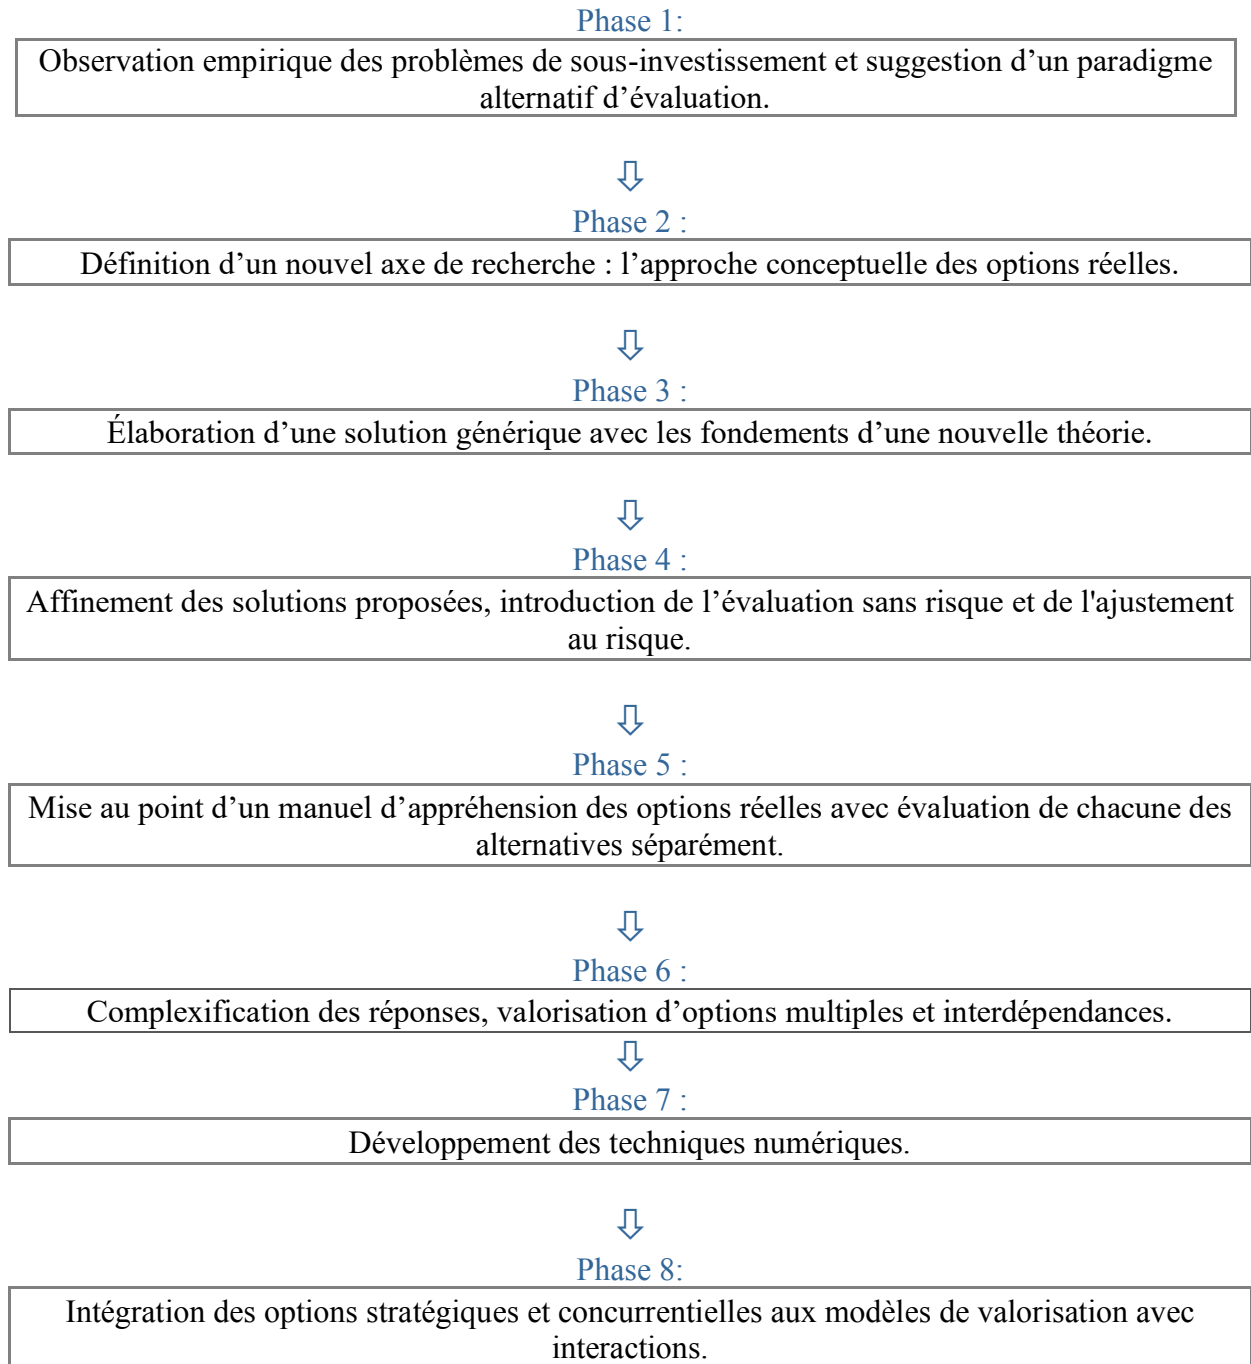 Phase 1:
Observation empirique des problèmes de sous-investissement et suggestion d’un paradigme
alternatif d’évaluation.
Phase 2 :
Définition d’un nouvel axe de recherche : l’approche conceptuelle des options réelles.
Phase 3 :
Élaboration d’une solution générique avec les fondements d’une nouvelle théorie.
Phase 4 :
Affinement des solutions proposées, introduction de l’évaluation sans risque et de l'ajustement
au risque.
Phase 5 :
Mise au point d’un manuel d’appréhension des options réelles avec évaluation de chacune des
alternatives séparément.
Phase 6 :
Complexification des réponses, valorisation d’options multiples et interdépendances.
Phase 7 :
Développement des techniques numériques.
Phase 8:
Intégration des options stratégiques et concurrentielles aux modèles de valorisation avec
interactions.